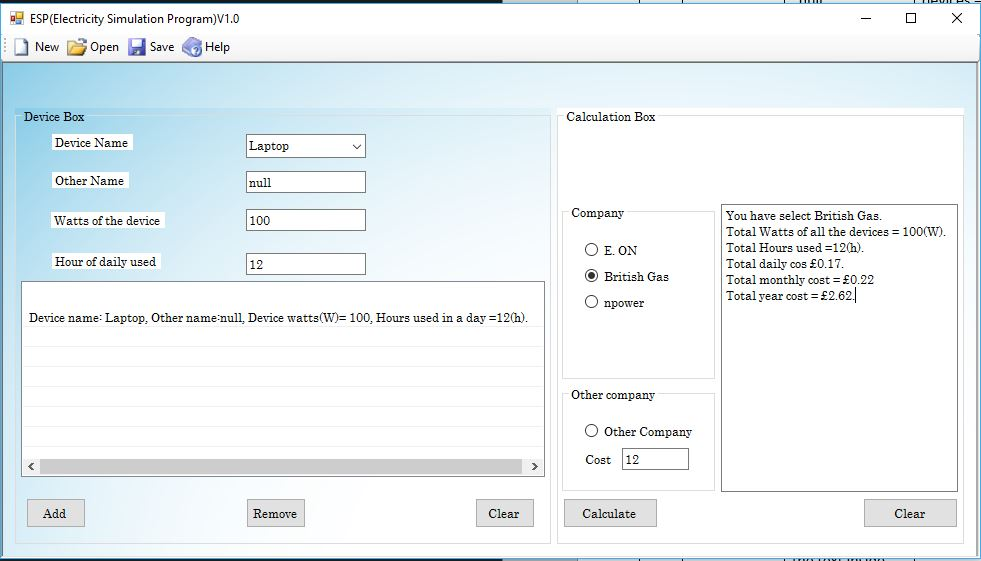 ESP(Electricity Simulation Program)V1.0
New Open Save Help
Device Box
Device Name
Laptop
Other Name
null
Watts of the device
100
Hour of daily used
12
Device name: Laptop, Other name:null, Device watts(W)= 100, Hours used in a day =12(h).
Add
Remove
Clear
Calculation Box
Company
E. ON
British Gas
npower
Other company
Other Company
Cost
12
You have select British Gas.
Total Watts of all the devices = 100(W).
Total Hours used =12(h).
Total daily cos £0.17.
Total monthly cost = £0.22
Total year cost = £2.62.
Calculate
Clear